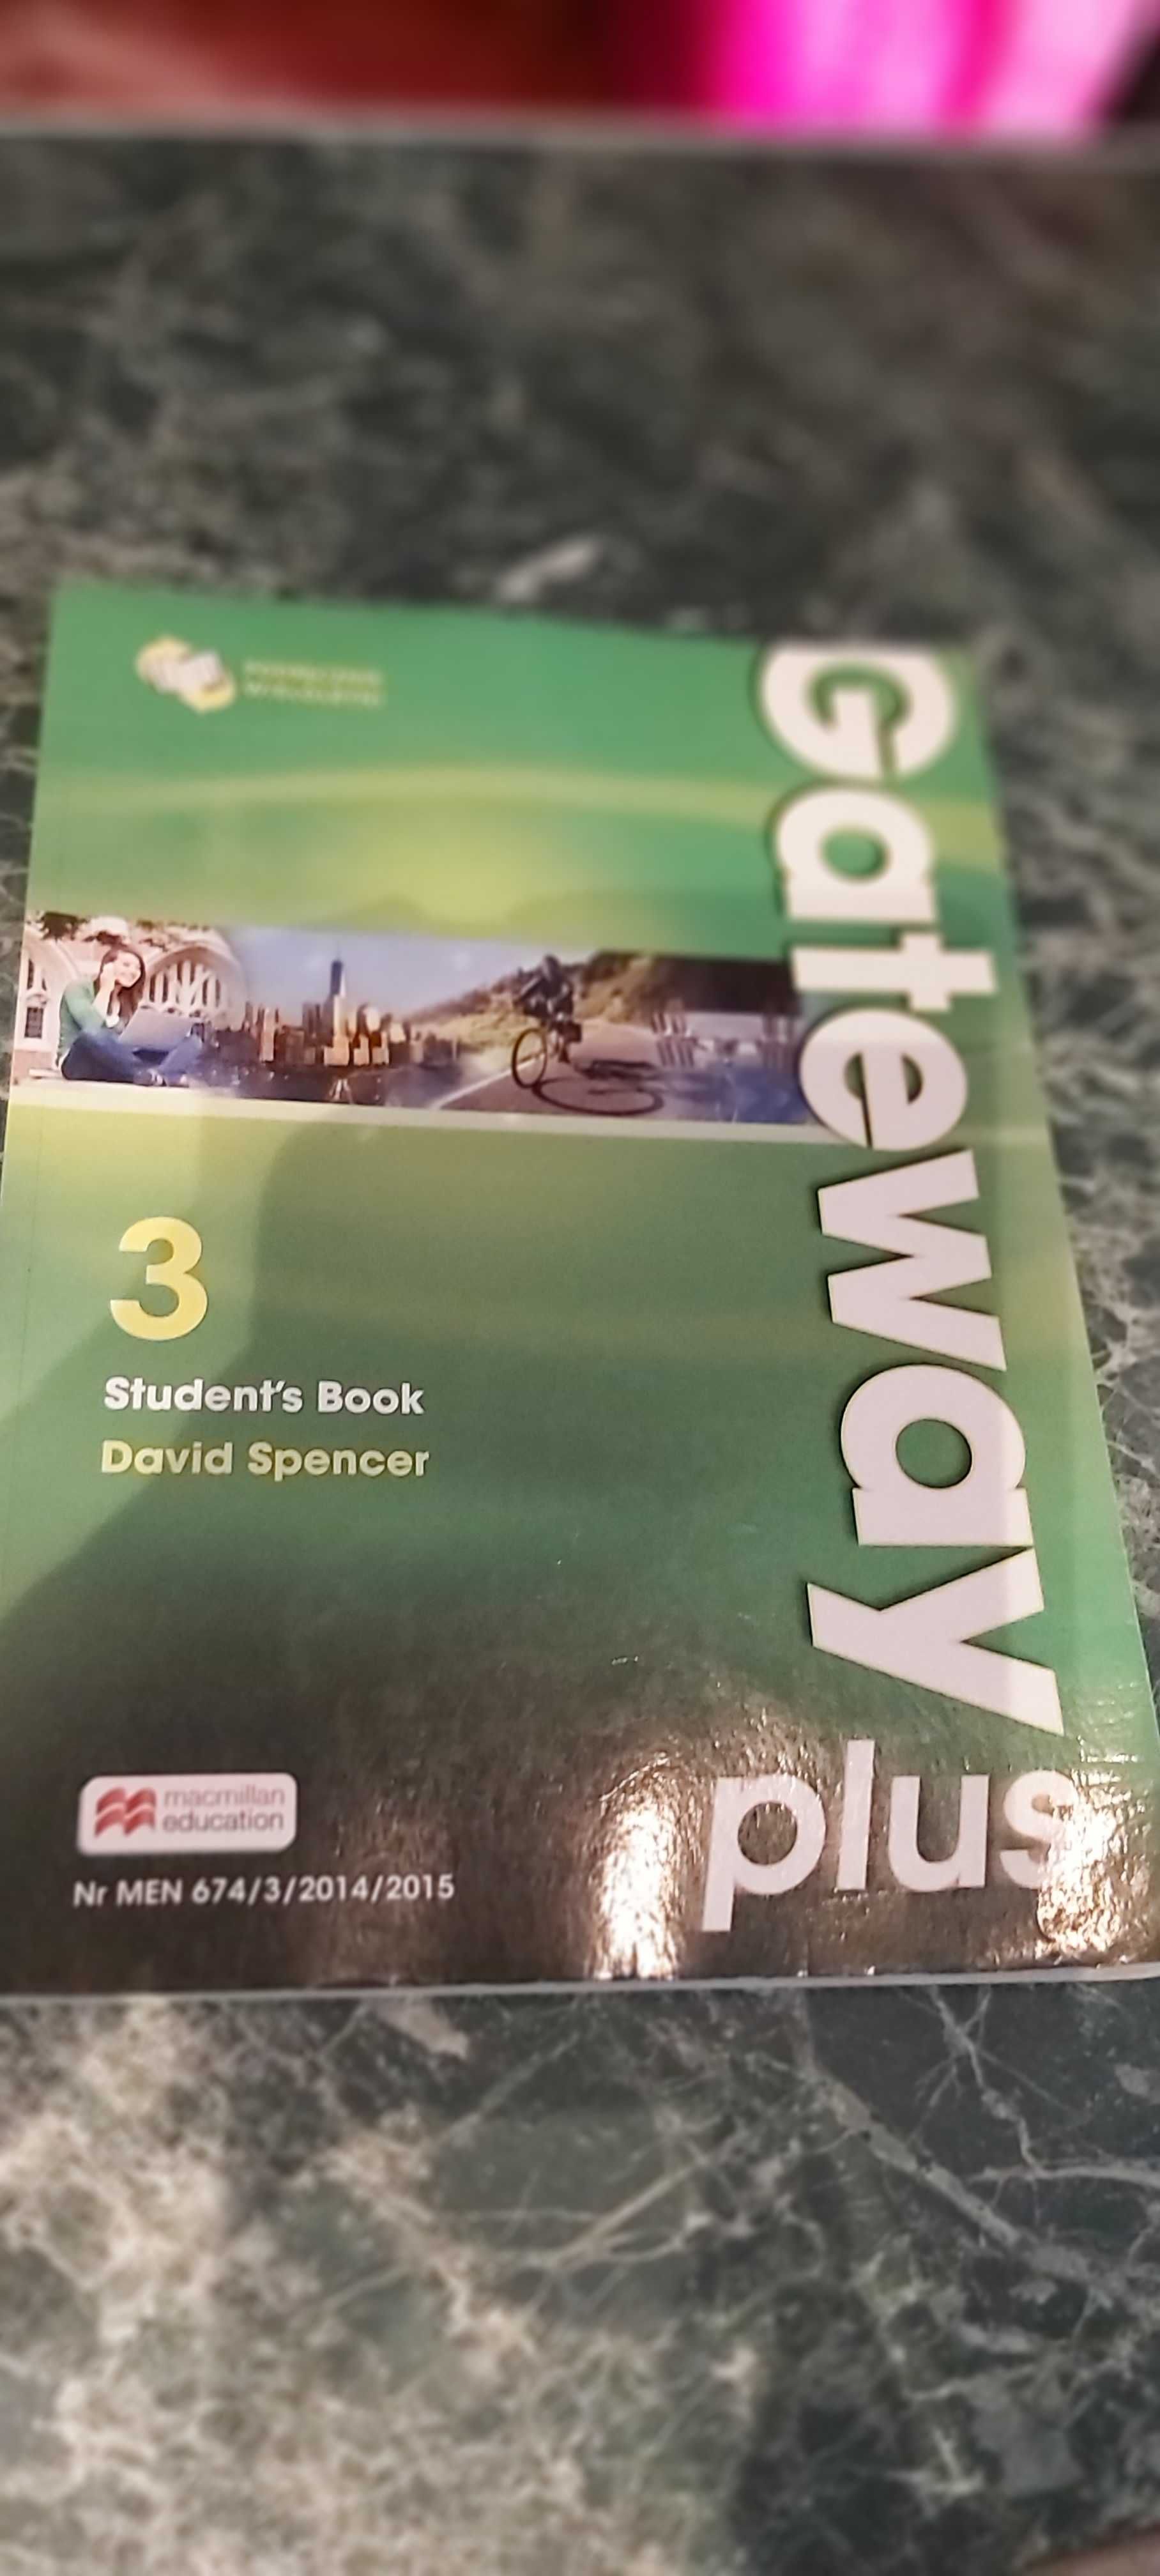 Gateway
plus
3
Student's Book
David Spencer
macmillan
education
Nr MEN 674/3/2014/2015